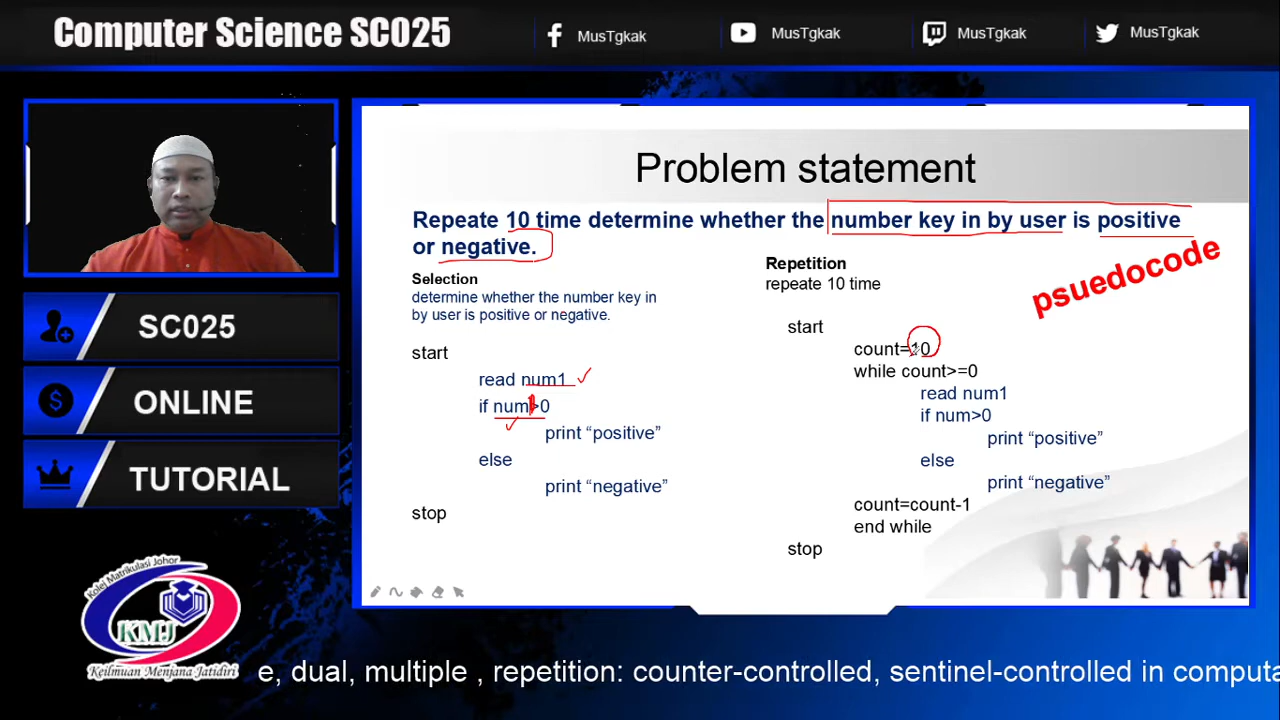 Computer Science SC025
MusTgkak
MusTgkak
MusTgkak
MusTgkak
Problem statement
Repeate 10 time determine whether the number key in by user is positive
or negative.
Selection
determine whether the number key in
by user is positive or negative.
start
read num1
if num1>0
print “positive”
else
print “negative”
stop
Repetition
repeate 10 time
psuedocode
start
count=10
while count>=0
read num1
if num>0
print “positive”
else
print “negative”
count=count-1
end while
stop
SC025
ONLINE
TUTORIAL
Kolej Matrikulasi Johor
KMJ
Keilmuan Menjana Jatidiri
e, dual, multiple , repetition: counter-controlled, sentinel-controlled in computa